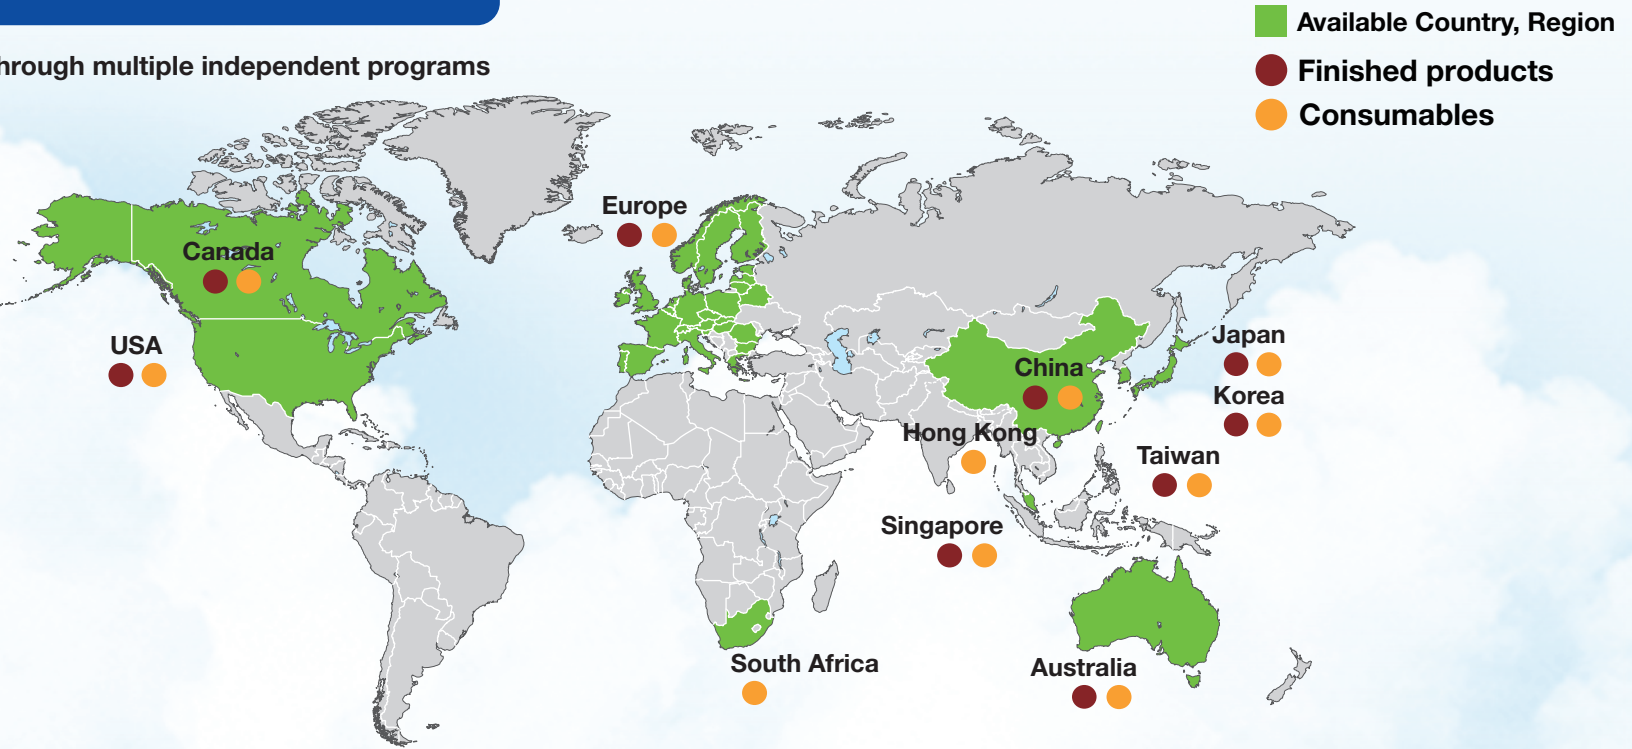 Available Country, Region
Finished products
Consumables
through multiple independent programs
Europe
Canada
USA
Japan
China
Korea
Hong Kong
Taiwan
Singapore
South Africa
Australia